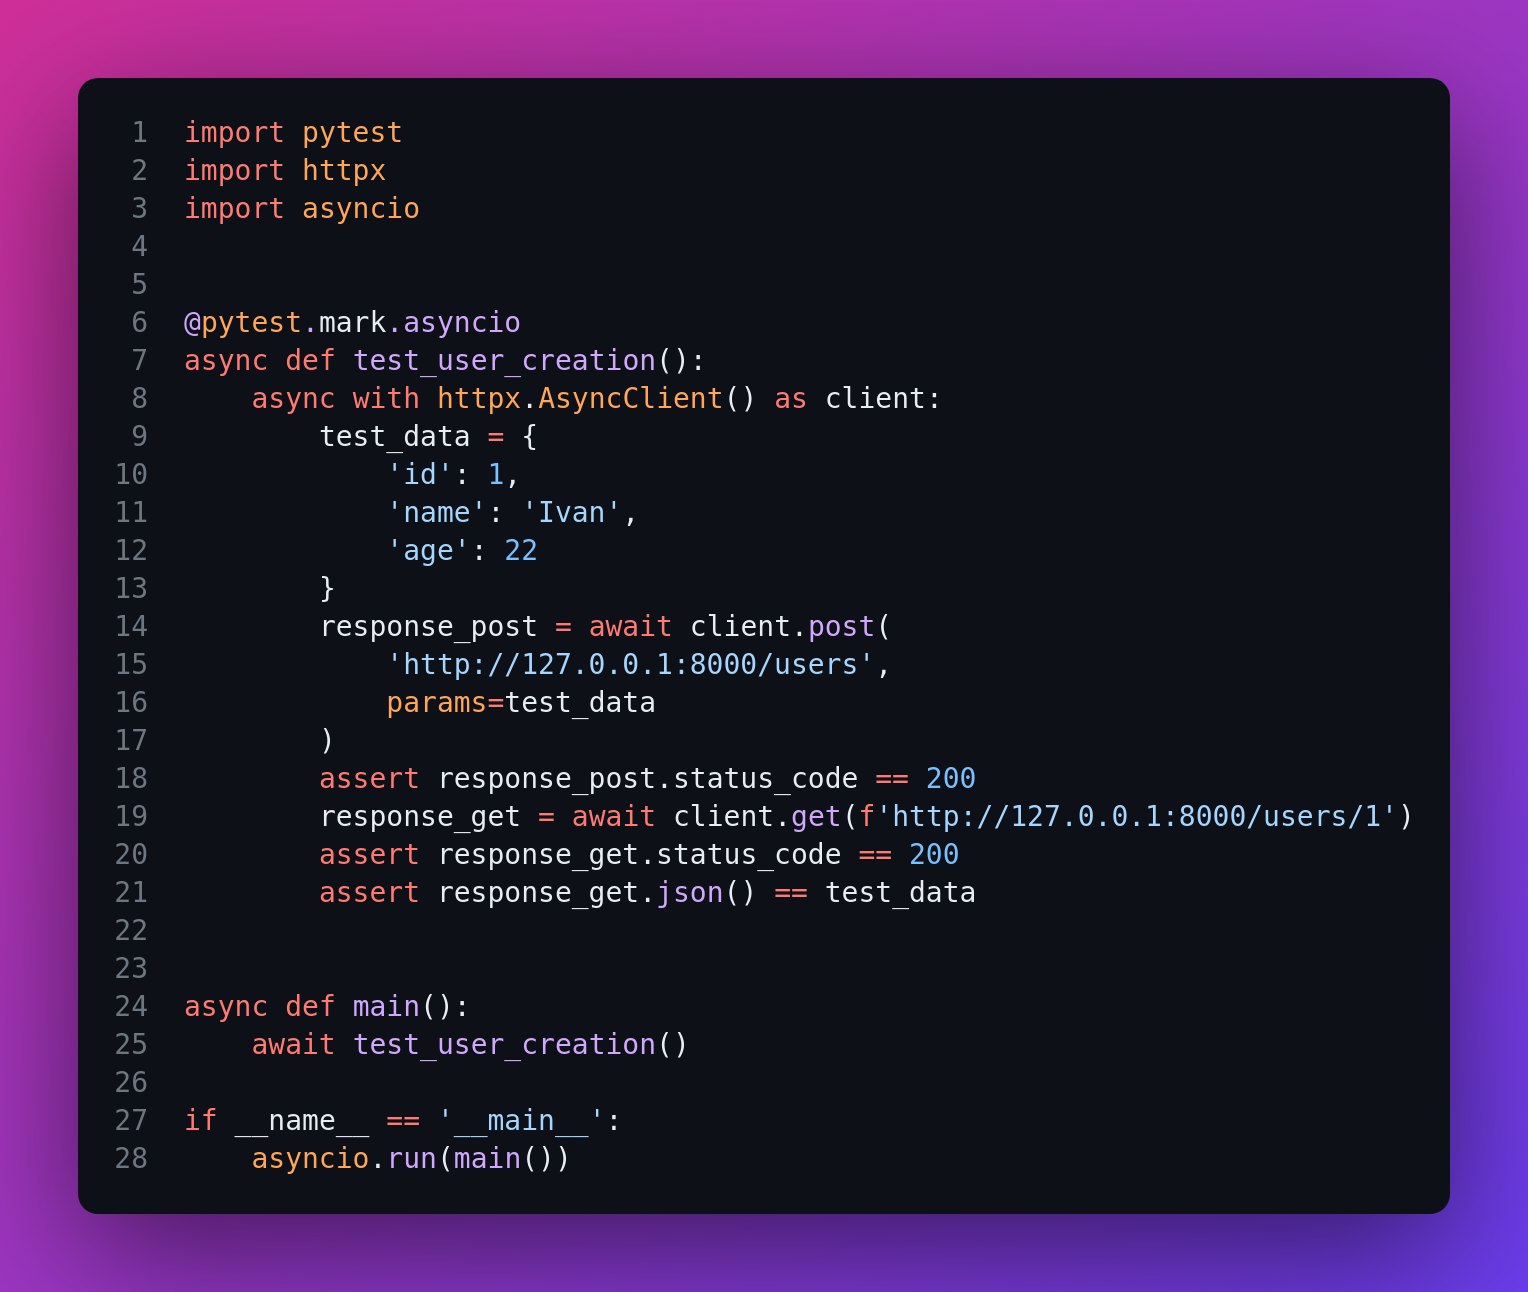 1 import pytest
2 import httpx
3 import asyncio
4
5
6 @pytest.mark.asyncio
7 async def test_user_creation():
8     async with httpx.AsyncClient() as client:
9         test_data = {
10             'id': 1,
11             'name': 'Ivan',
12             'age': 22
13         }
14         response_post = await client.post(
15             'http://127.0.0.1:8000/users',
16             params=test_data
17         )
18         assert response_post.status_code == 200
19         response_get = await client.get(f'http://127.0.0.1:8000/users/1')
20         assert response_get.status_code == 200
21         assert response_get.json() == test_data
22
23
24 async def main():
25     await test_user_creation()
26
27 if __name__ == '__main__':
28     asyncio.run(main())